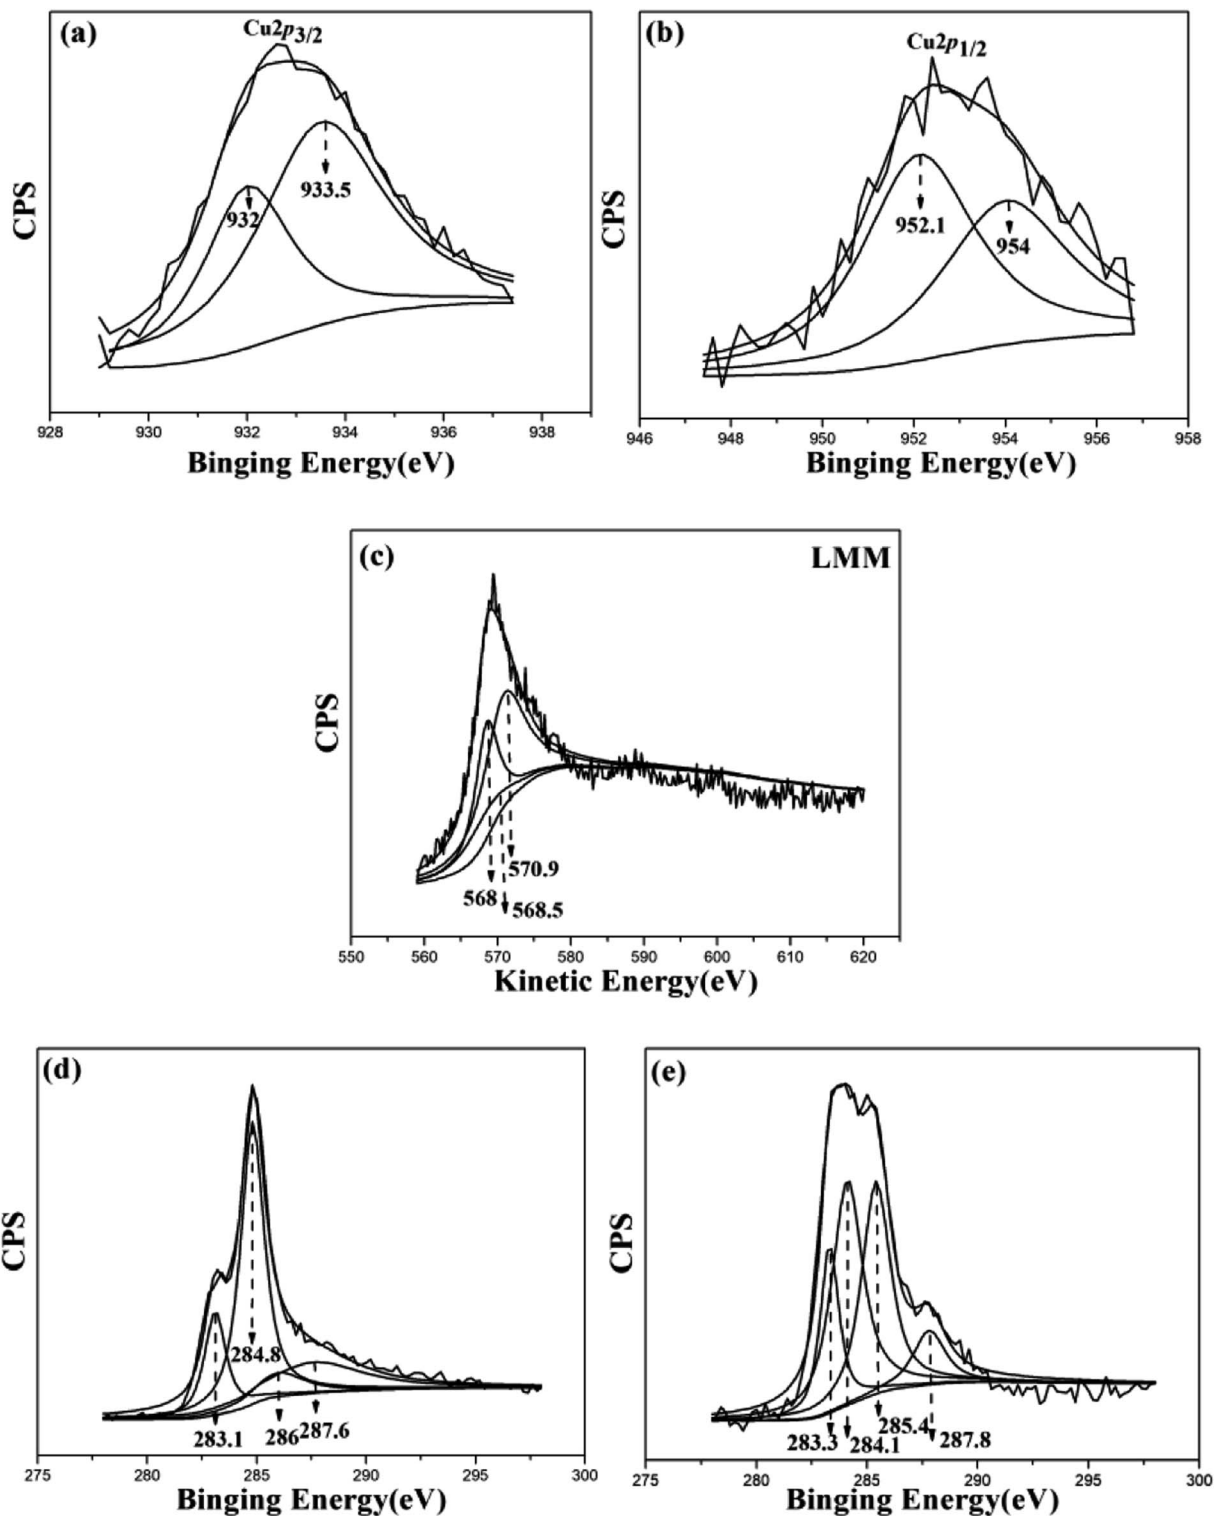 (a)
Cu2p3/2
CPS
932
933.5
928 930 932 934 936 938
Binging Energy(eV)
(b)
Cu2p1/2
CPS
952.1
954
946 948 950 952 954 956 958
Binging Energy(eV)
(c)
LMM
CPS
570.9
568
568.5
550 560 570 580 590 600 610 620
Kinetic Energy(eV)
(d)
CPS
284.8
283.1
286
287.6
275 280 285 290 295 300
Binging Energy(eV)
(e)
CPS
285.4
283.3
284.1
287.8
275 280 285 290 295 300
Binging Energy(eV)